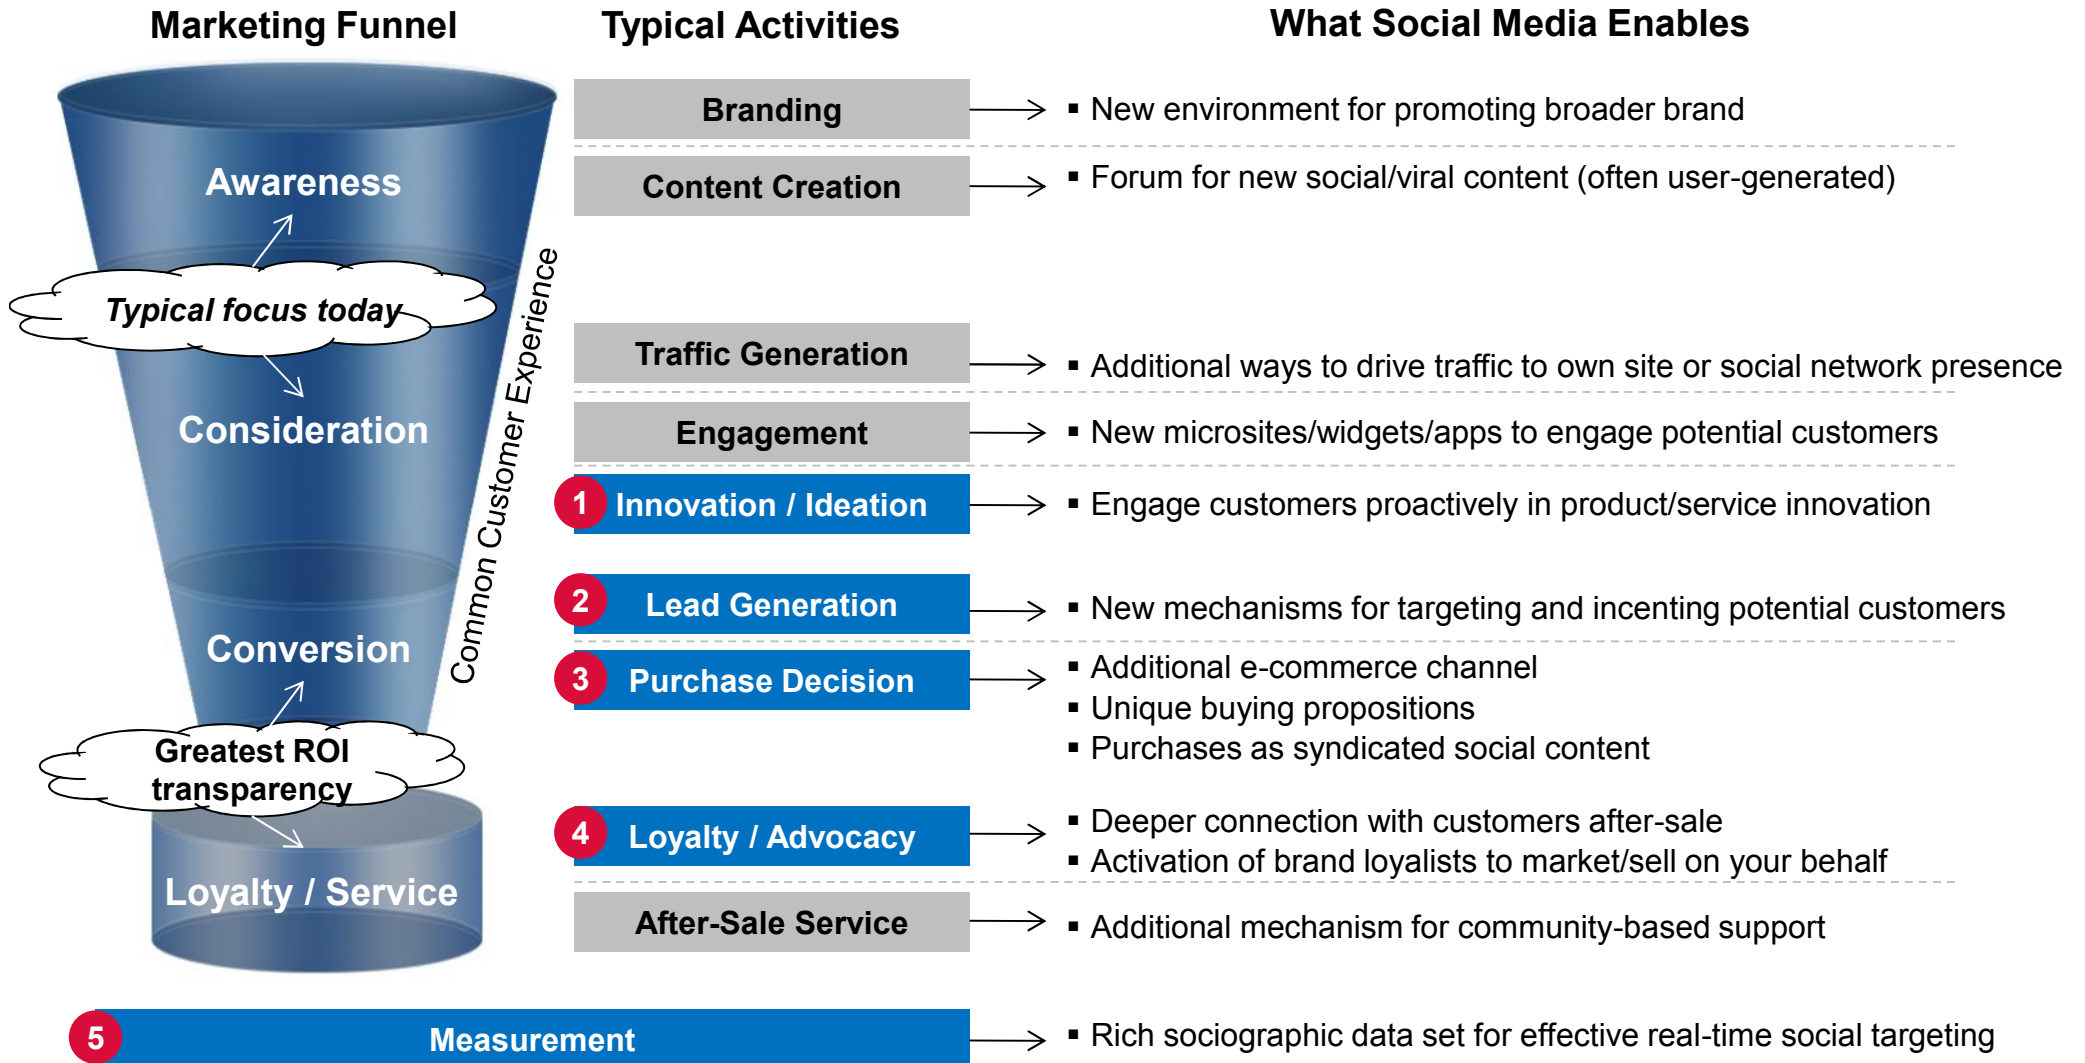 Marketing Funnel
Typical Activities
What Social Media Enables
Awareness
Typical focus today
Consideration
Conversion
Greatest ROI
transparency
Loyalty / Service
Common Customer Experience
Branding
▪ New environment for promoting broader brand
Content Creation
▪ Forum for new social/viral content (often user-generated)
Traffic Generation
▪ Additional ways to drive traffic to own site or social network presence
Engagement
▪ New microsites/widgets/apps to engage potential customers
1 Innovation / Ideation
▪ Engage customers proactively in product/service innovation
2 Lead Generation
▪ New mechanisms for targeting and incenting potential customers
3 Purchase Decision
▪ Additional e-commerce channel
▪ Unique buying propositions
▪ Purchases as syndicated social content
4 Loyalty / Advocacy
▪ Deeper connection with customers after-sale
▪ Activation of brand loyalists to market/sell on your behalf
After-Sale Service
▪ Additional mechanism for community-based support
5 Measurement
▪ Rich sociographic data set for effective real-time social targeting